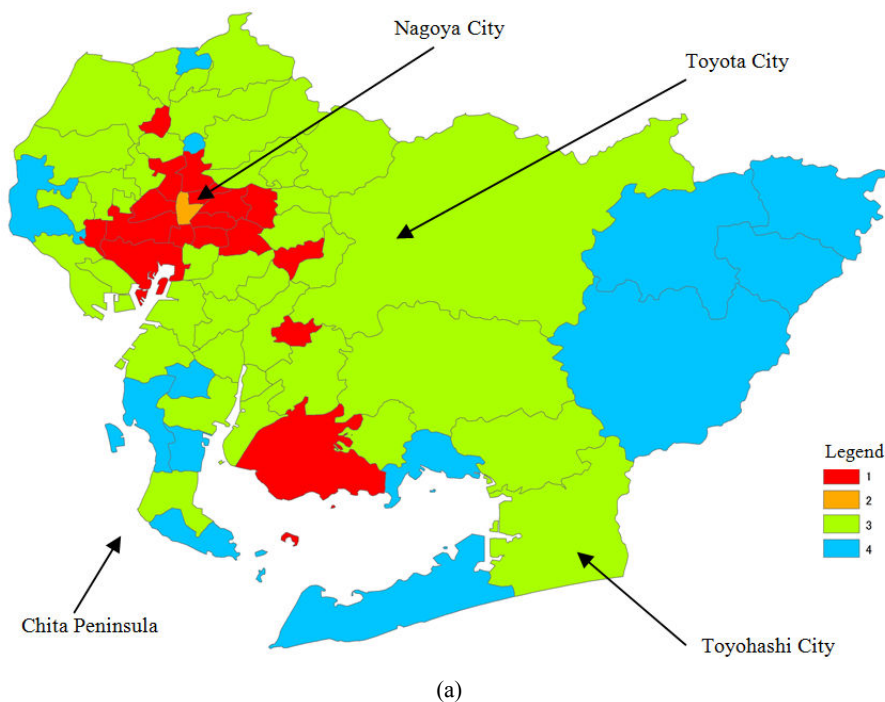 Nagoya City
Toyota City
Legend
1
2
3
4
Chita Peninsula
Toyohashi City
(a)